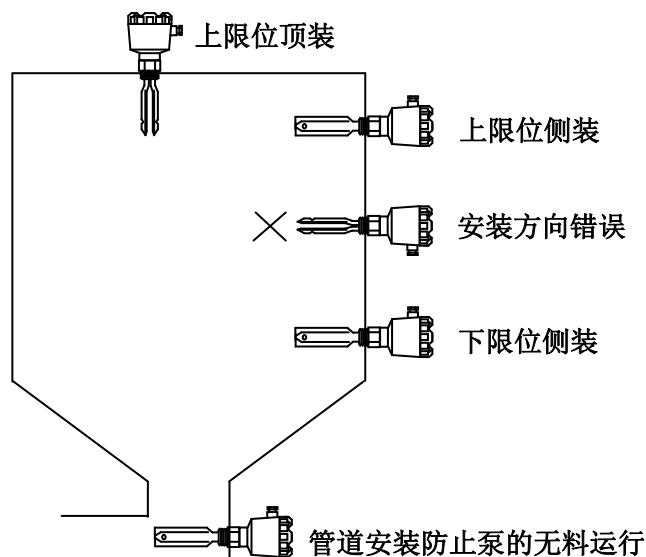 上限位顶装
上限位侧装
安装方向错误
下限位侧装
管道安装防止泵的无料运行